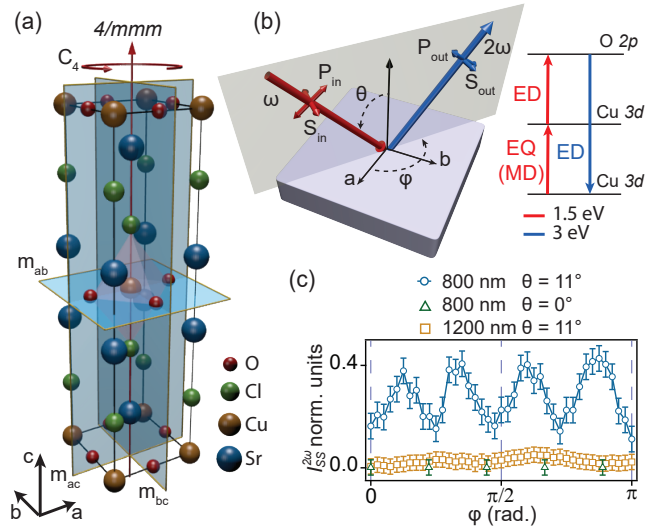 (a)
4/mmm
C4
mab
O
Cl
Cu
Sr
c
b
a
mac
mbc
(b)
ω
Pin
Sin
θ
Pout
2ω
Sout
a
b
φ
O 2p
ED
Cu 3d
EQ
(MD)
ED
Cu 3d
1.5 eV
3 eV
(c)
800 nm θ = 11°
800 nm θ = 0°
1200 nm θ = 11°
I²ωSS norm. units
0.4
0.0
0
π/2
π
φ (rad.)